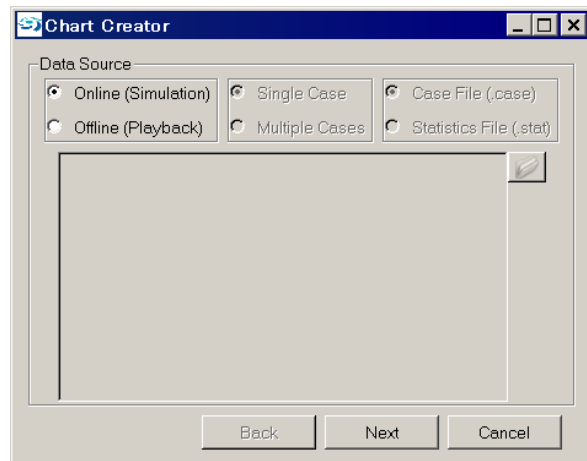 Chart Creator
Data Source
Online (Simulation) Single Case Case File (.case)
Offline (Playback) Multiple Cases Statistics File (.stat)
Back Next Cancel